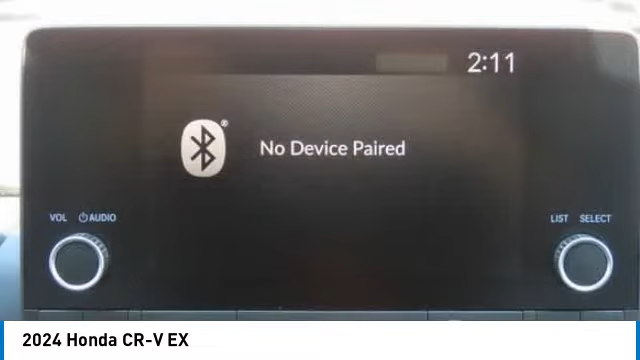 2:11
No Device Paired
VOL AUDIO
LIST SELECT
2024 Honda CR-V EX